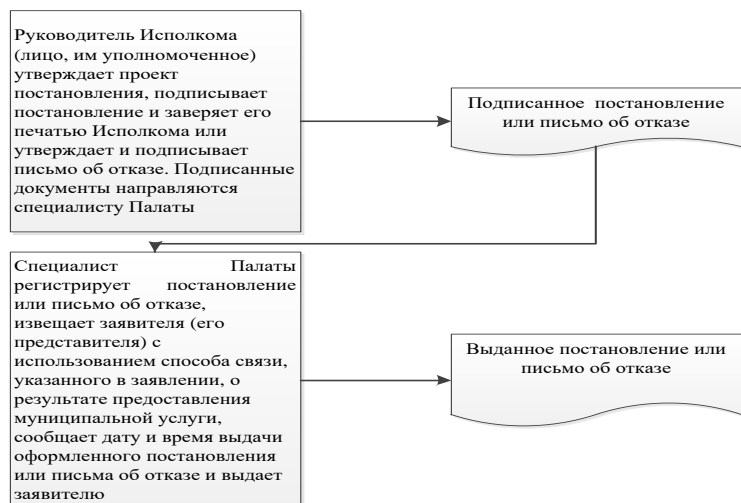 Руководитель Исполкома
(лицо, им уполномоченное)
утверждает проект
постановления, подписывает
постановление и заверяет его
печатью Исполкома или
утверждает и подписывает
письмо об отказе. Подписанные
документы направляются
специалисту Палаты
Подписанное постановление
или письмо об отказе
Специалист Палаты
регистрирует постановление
или письмо об отказе,
извещает заявителя (его
представителя) с
использованием способа связи,
указанного в заявлении, о
результате предоставления
муниципальной услуги,
сообщает дату и время выдачи
оформленного постановления
или письма об отказе и выдает
заявителю
Выданное постановление или
письмо об отказе